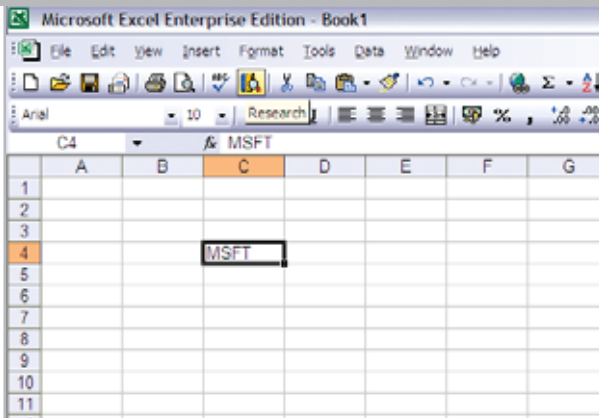 Microsoft Excel Enterprise Edition - Book1
File Edit View Insert Format Tools Data Window Help
Arial 10 Research
C4 fx MSFT
A B C D E F G
1
2
3
4 MSFT
5
6
7
8
9
10
11